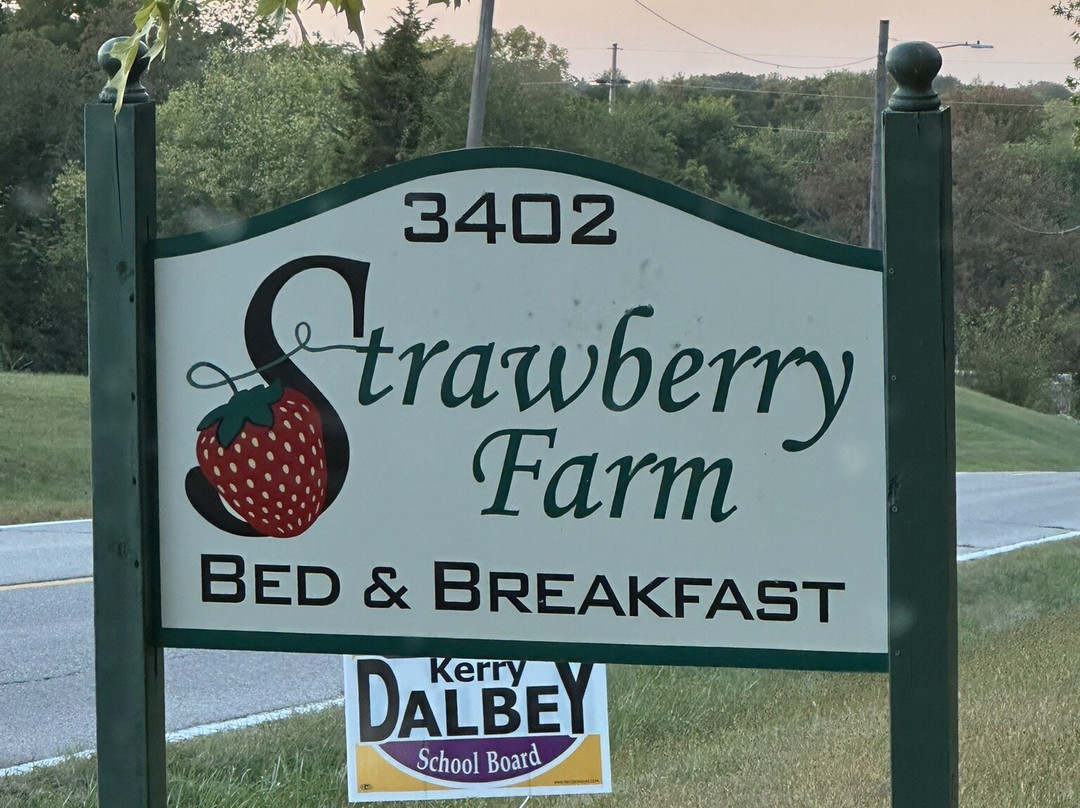 3402
Strawberry
Farm
BED & BREAKFAST
Kerry
DALBEY
School Board